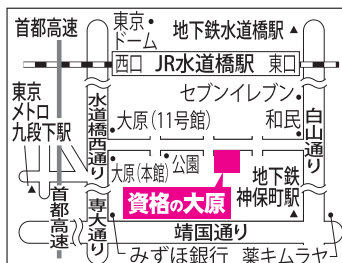 首都高速
東京
ドーム
地下鉄水道橋駅
西口 JR水道橋駅 東口
セブンイレブン
東京
メトロ
九段下駅
水道橋西通り
大原(11号館)
和民
白山通り
大原(本館)
公園
地下鉄
神保町駅
資格の大原
首都高速
専大通り
靖国通り
みずほ銀行
薬キムラヤ